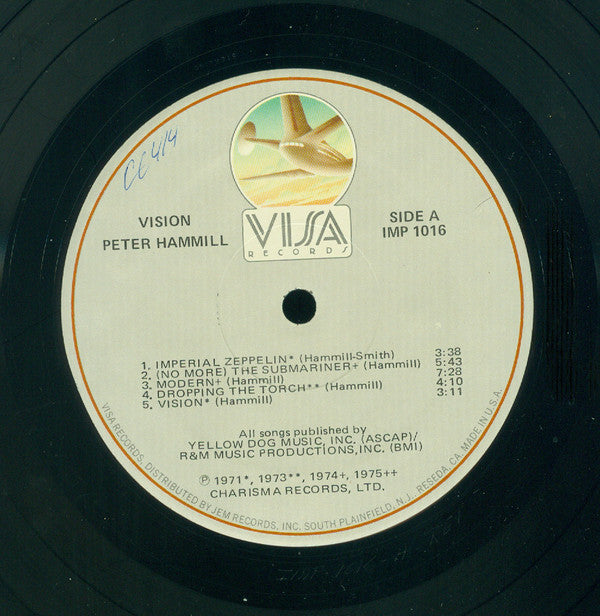 CC414
VISION
PETER HAMMILL
VISA
RECORDS
SIDE A
IMP 1016
1. IMPERIAL ZEPPELIN* (Hammill-Smith) 3:38
2. (NO MORE) THE SUBMARINER+ (Hammill) 5:43
3. MODERN+ (Hammill) 7:28
4. DROPPING THE TORCH** (Hammill) 4:10
5. VISION* (Hammill) 3:11
All songs published by
YELLOW DOG MUSIC, INC. (ASCAP)/
R&M MUSIC PRODUCTIONS, INC. (BMI)
℗ 1971*, 1973**, 1974+, 1975++
CHARISMA RECORDS, LTD.
VISA RECORDS, DISTRIBUTED BY JEM RECORDS, INC. SOUTH PLAINFIELD, N.J., RESEDA, CA. MADE IN U.S.A.